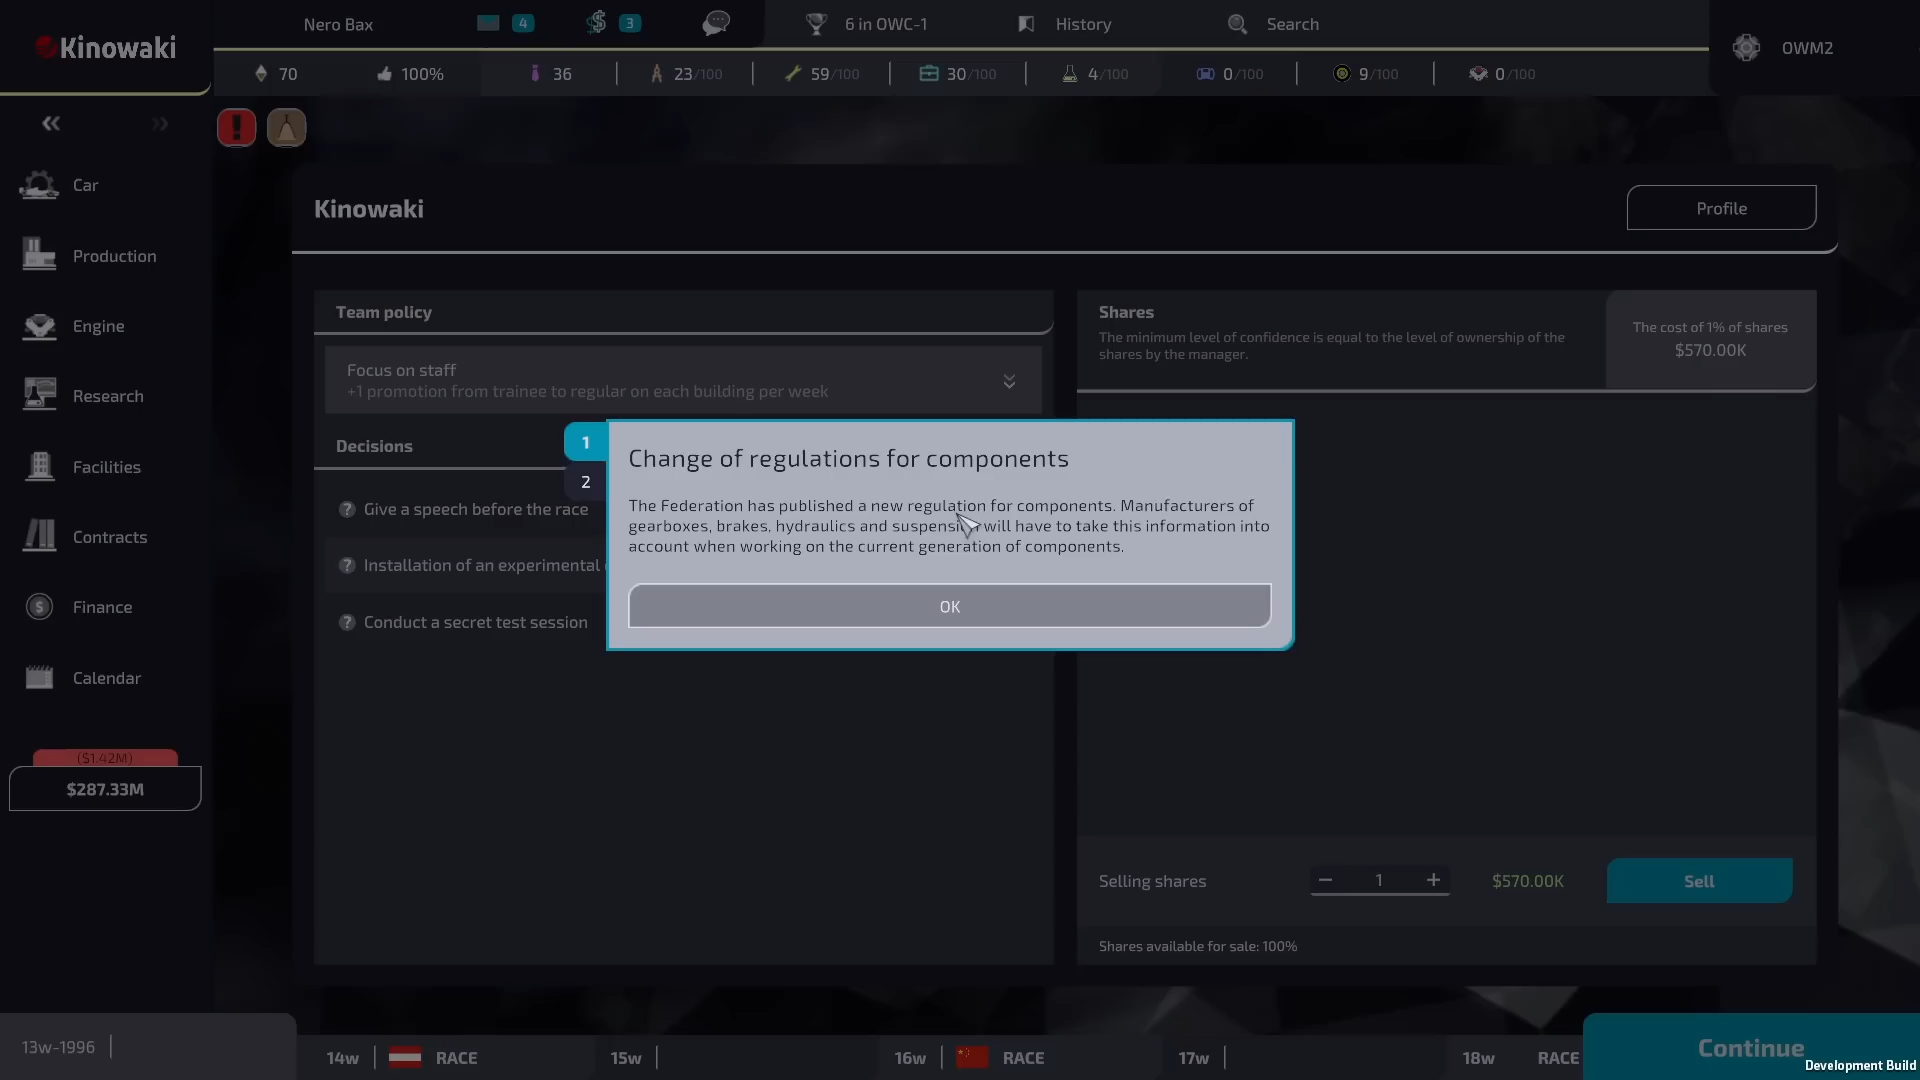 Kinowaki
Nero Bax
4
3
6 in OWC-1
History
Search
OWM2
70
100%
36
23/100
59/100
30/100
4/100
0/100
9/100
0/100
Car
Production
Engine
Research
Facilities
Contracts
Finance
Calendar
($1.42M)
$287.33M
Kinowaki
Profile
Team policy
Focus on staff
+1 promotion from trainee to regular on each building per week
Decisions
? Give a speech before the race
? Installation of an experimental
? Conduct a secret test session
Shares
The minimum level of confidence is equal to the level of ownership of the
shares by the manager.
The cost of 1% of shares
$570.00K
1
2
Change of regulations for components
The Federation has published a new regulation for components. Manufacturers of
gearboxes, brakes, hydraulics and suspension will have to take this information into
account when working on the current generation of components.
OK
Selling shares
− 1 +
$570.00K
Sell
Shares available for sale: 100%
13w-1996
14w RACE
15w
16w RACE
17w
18w RACE
Continue
Development Build